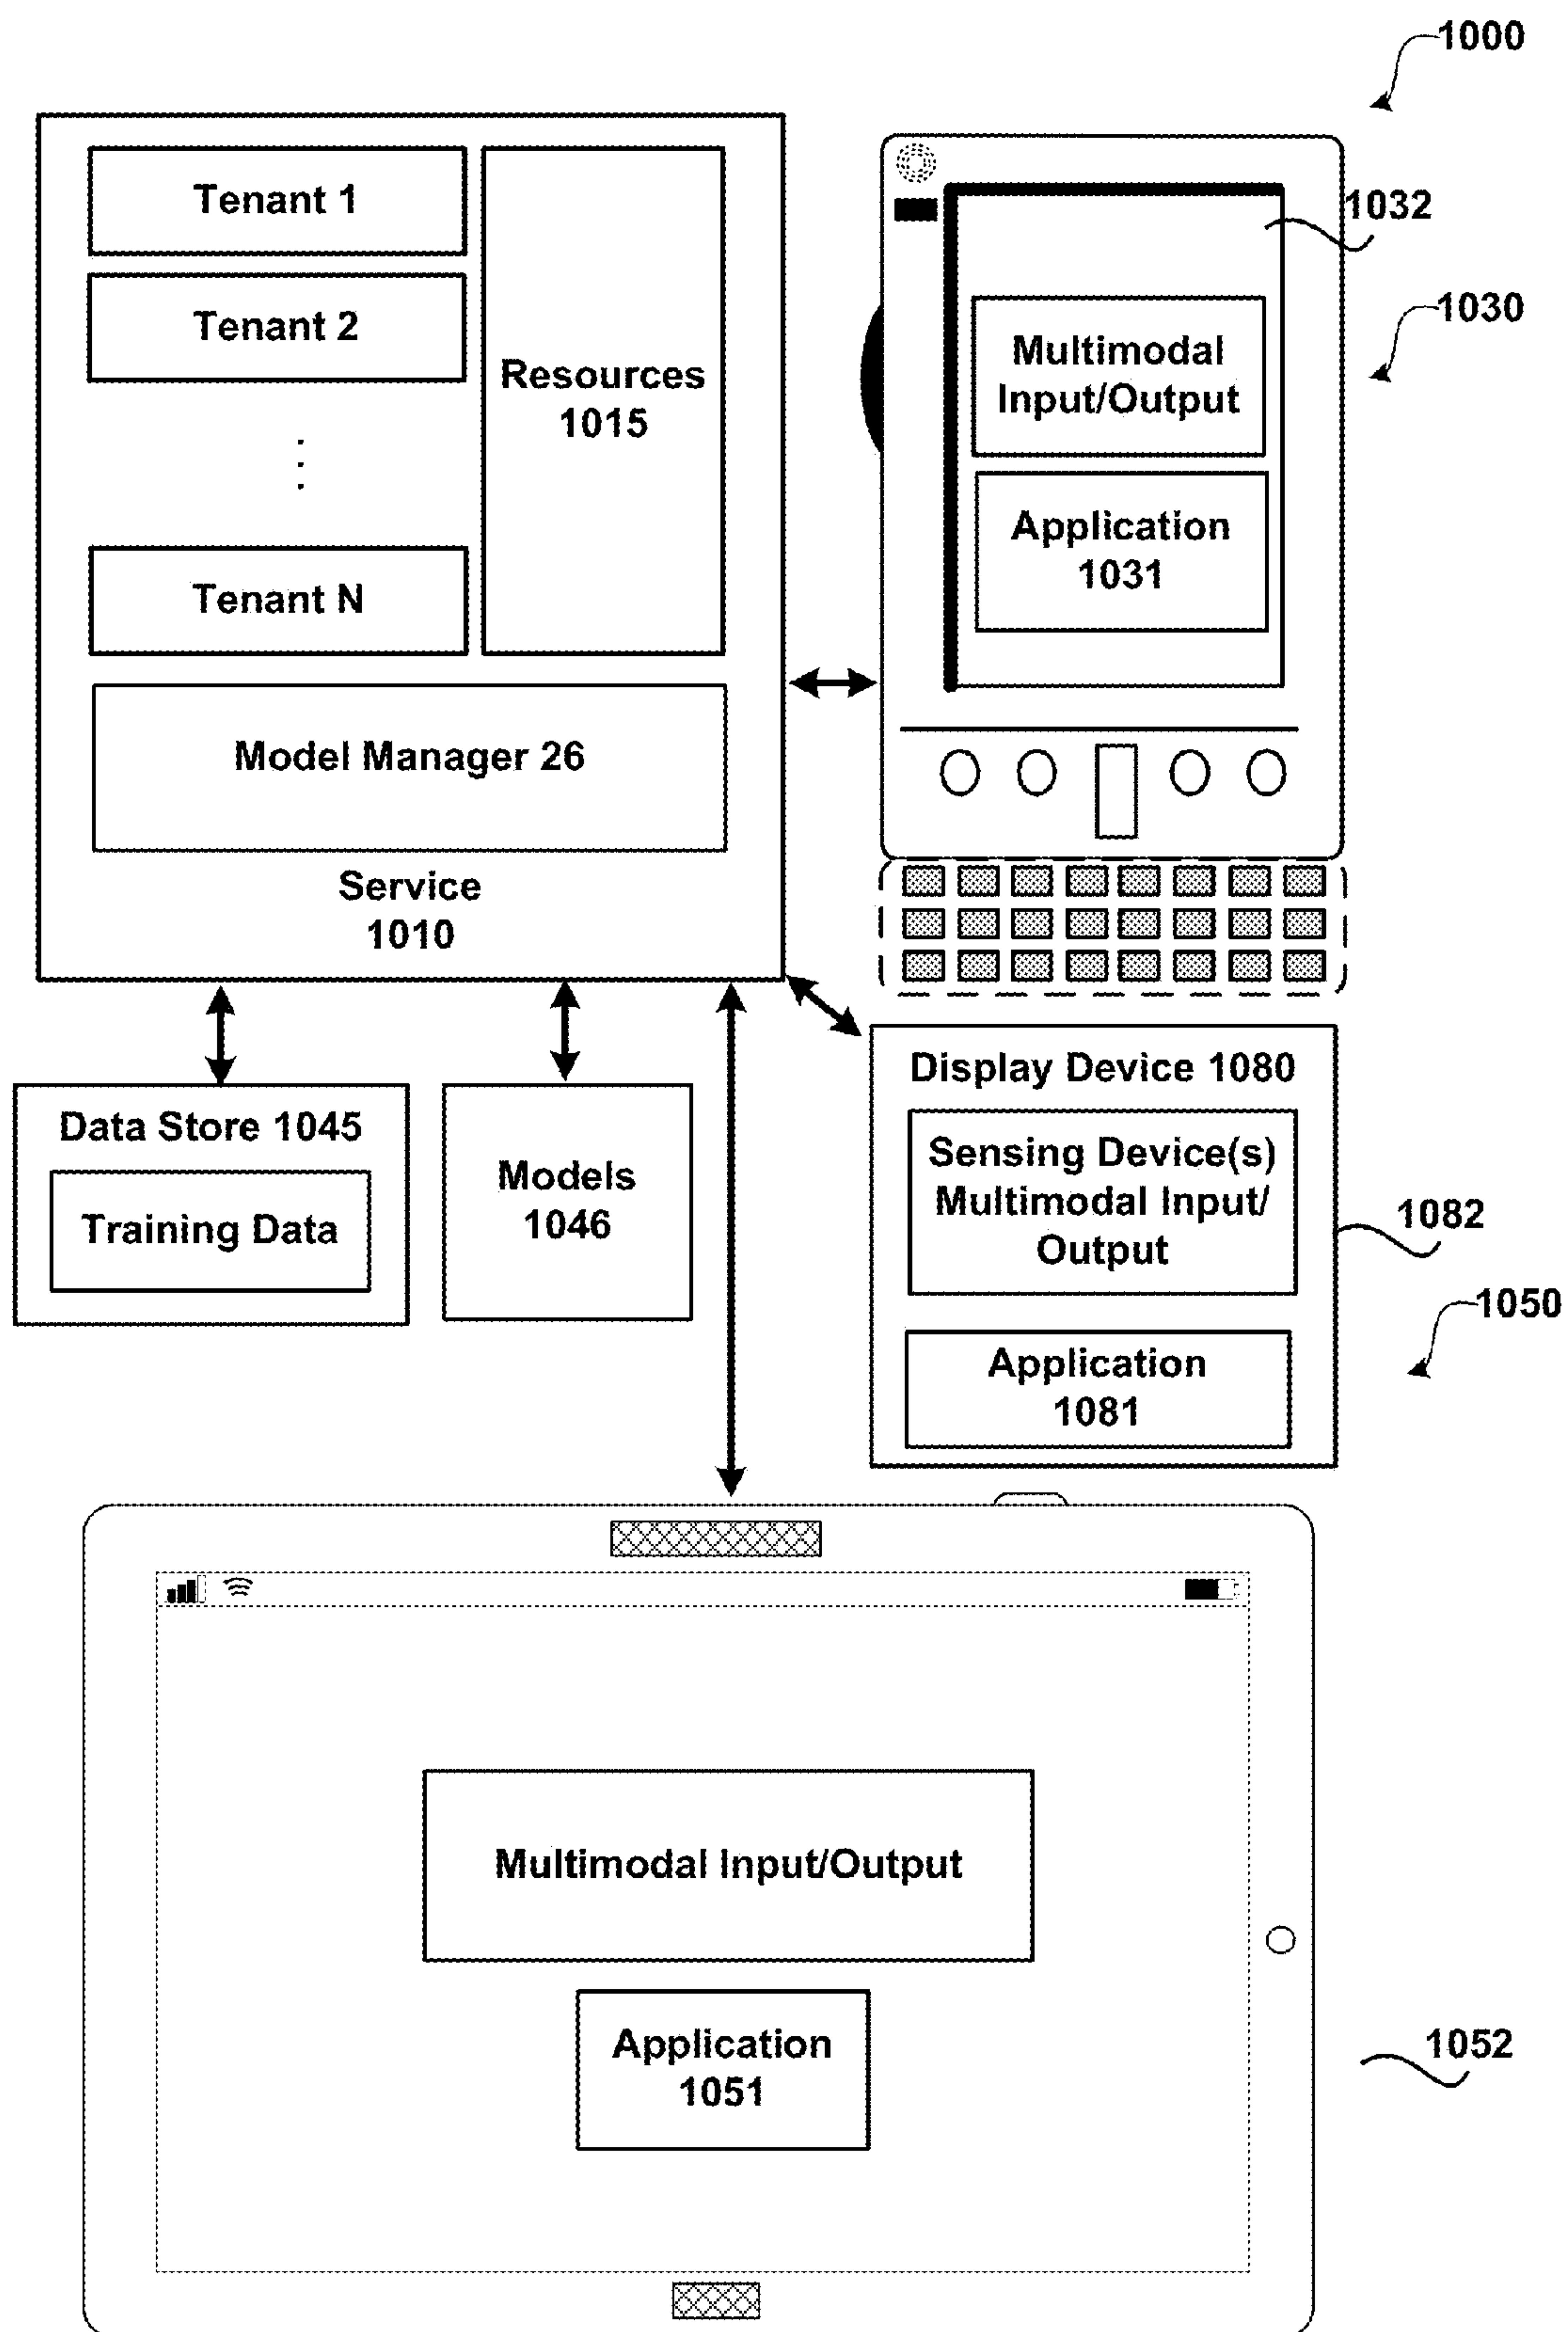 1000
Tenant 1
Tenant 2
Tenant N
Resources
1015
Model Manager 26
Service
1010
1032
1030
Multimodal
Input/Output
Application
1031
Data Store 1045
Training Data
Models
1046
Display Device 1080
Sensing Device(s)
Multimodal Input/
Output
1082
1050
Application
1081
Multimodal Input/Output
Application
1051
1052